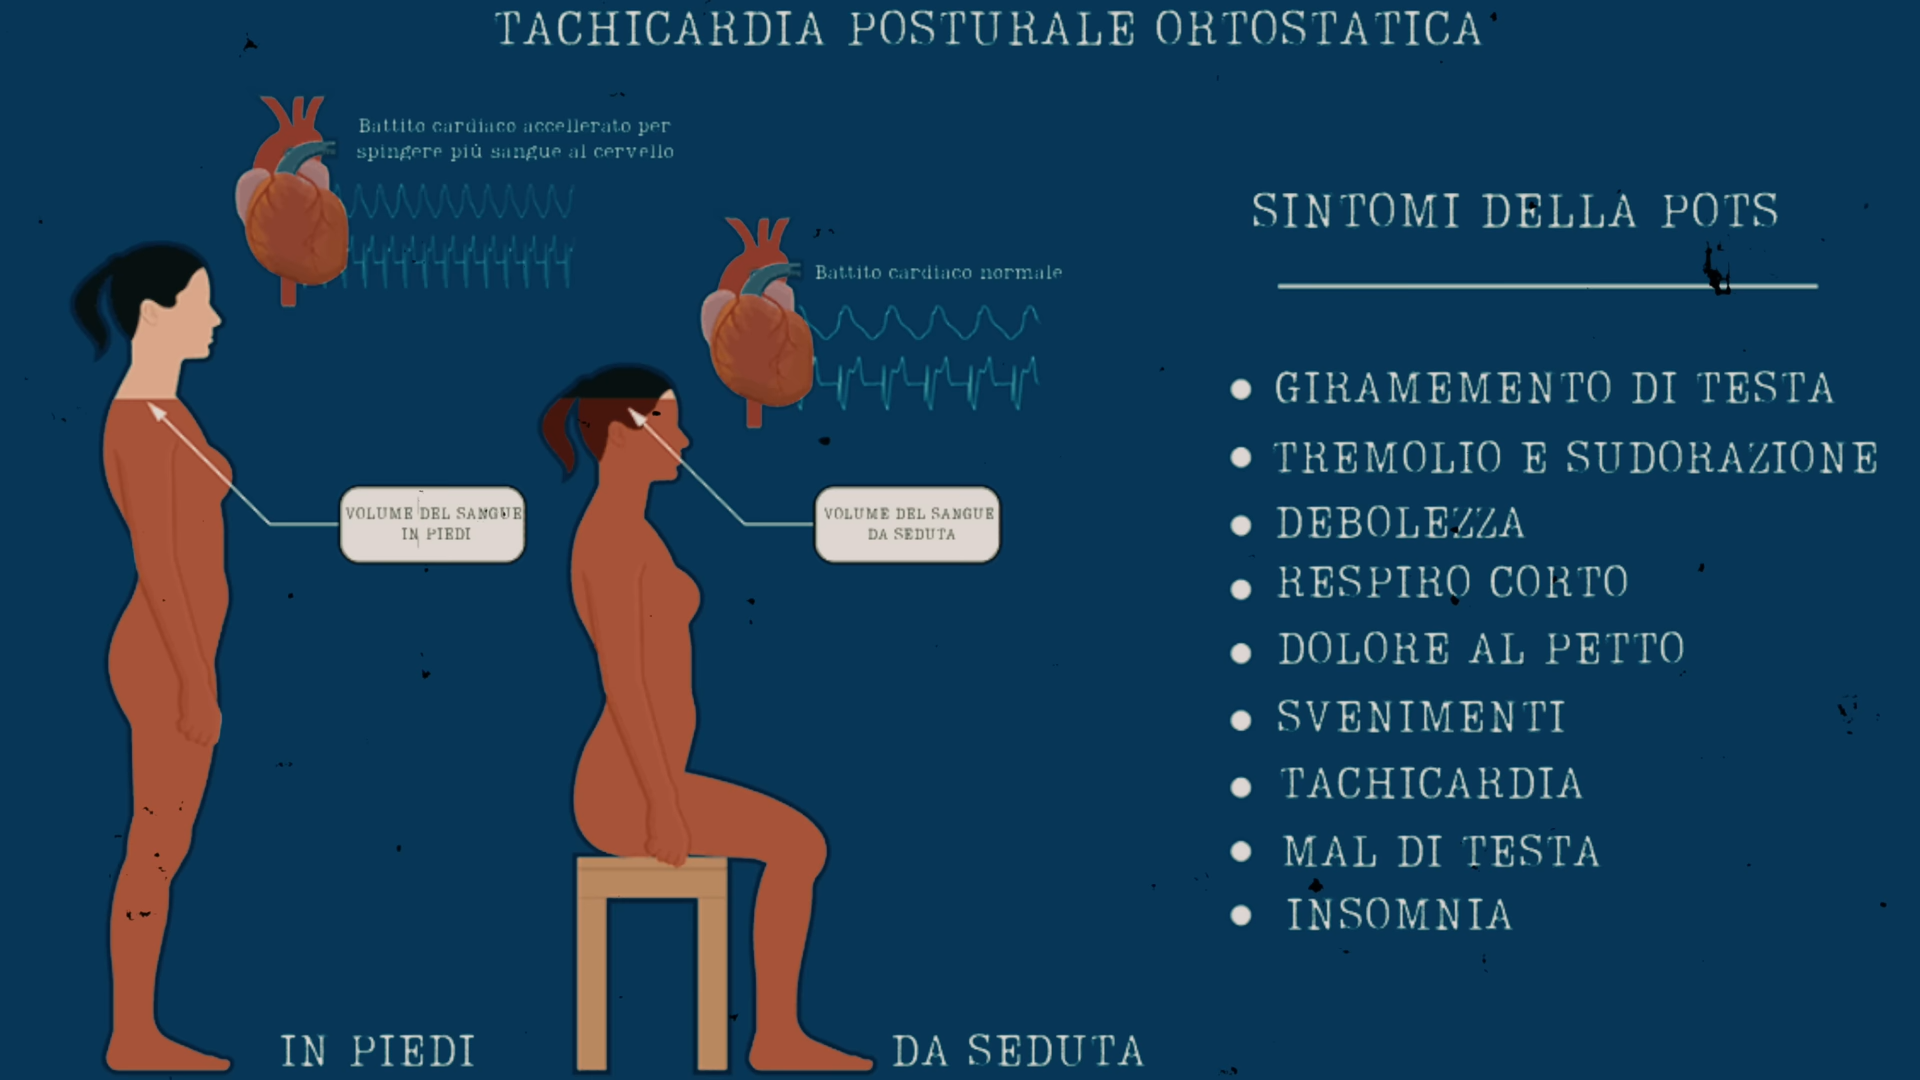 TACHICARDIA POSTURALE ORTOSTATICA
Battito cardiaco accellerato per
spingere più sangue al cervello
Battito cardiaco normale
VOLUME DEL SANGUE
IN PIEDI
VOLUME DEL SANGUE
DA SEDUTA
IN PIEDI
DA SEDUTA
SINTOMI DELLA POTS
GIRAMEMENTO DI TESTA
TREMOLIO E SUDORAZIONE
DEBOLEZZA
RESPIRO CORTO
DOLORE AL PETTO
SVENIMENTI
TACHICARDIA
MAL DI TESTA
INSOMNIA